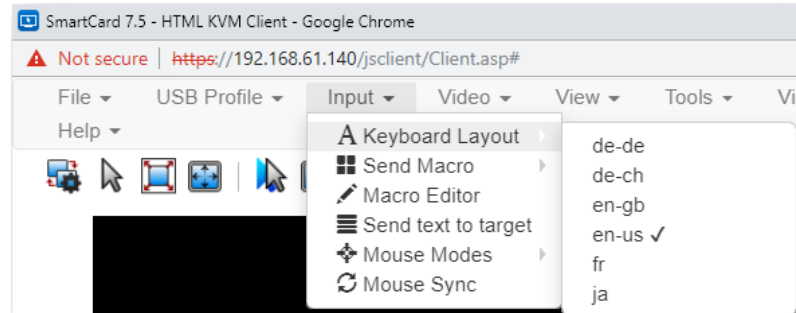 SmartCard 7.5 - HTML KVM Client - Google Chrome
Not secure | https://192.168.61.140/jsclient/Client.asp#
File USB Profile Input Video View Tools Vi
Help
A Keyboard Layout
Send Macro
Macro Editor
Send text to target
Mouse Modes
Mouse Sync
de-de
de-ch
en-gb
en-us ✓
fr
ja